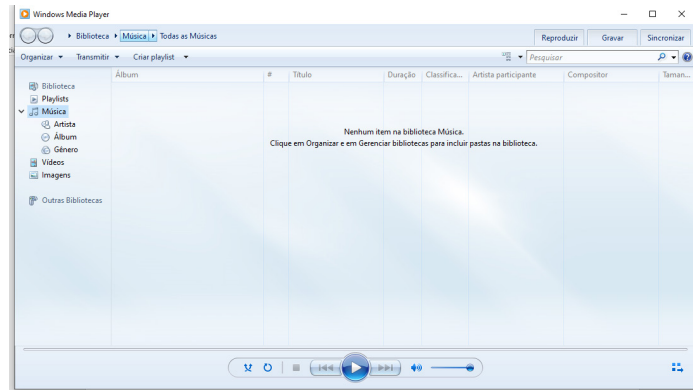 Windows Media Player
Biblioteca Música Todas as Músicas
Reproduzir Gravar Sincronizar
Organizar Transmitir Criar playlist
Pesquisar
Álbum # Título Duração Classifica... Artista participante Compositor Taman...
Biblioteca
Playlists
Música
Artista
Álbum
Gênero
Vídeos
Imagens
Outras Bibliotecas
Nenhum item na biblioteca Música.
Clique em Organizar e em Gerenciar bibliotecas para incluir pastas na biblioteca.